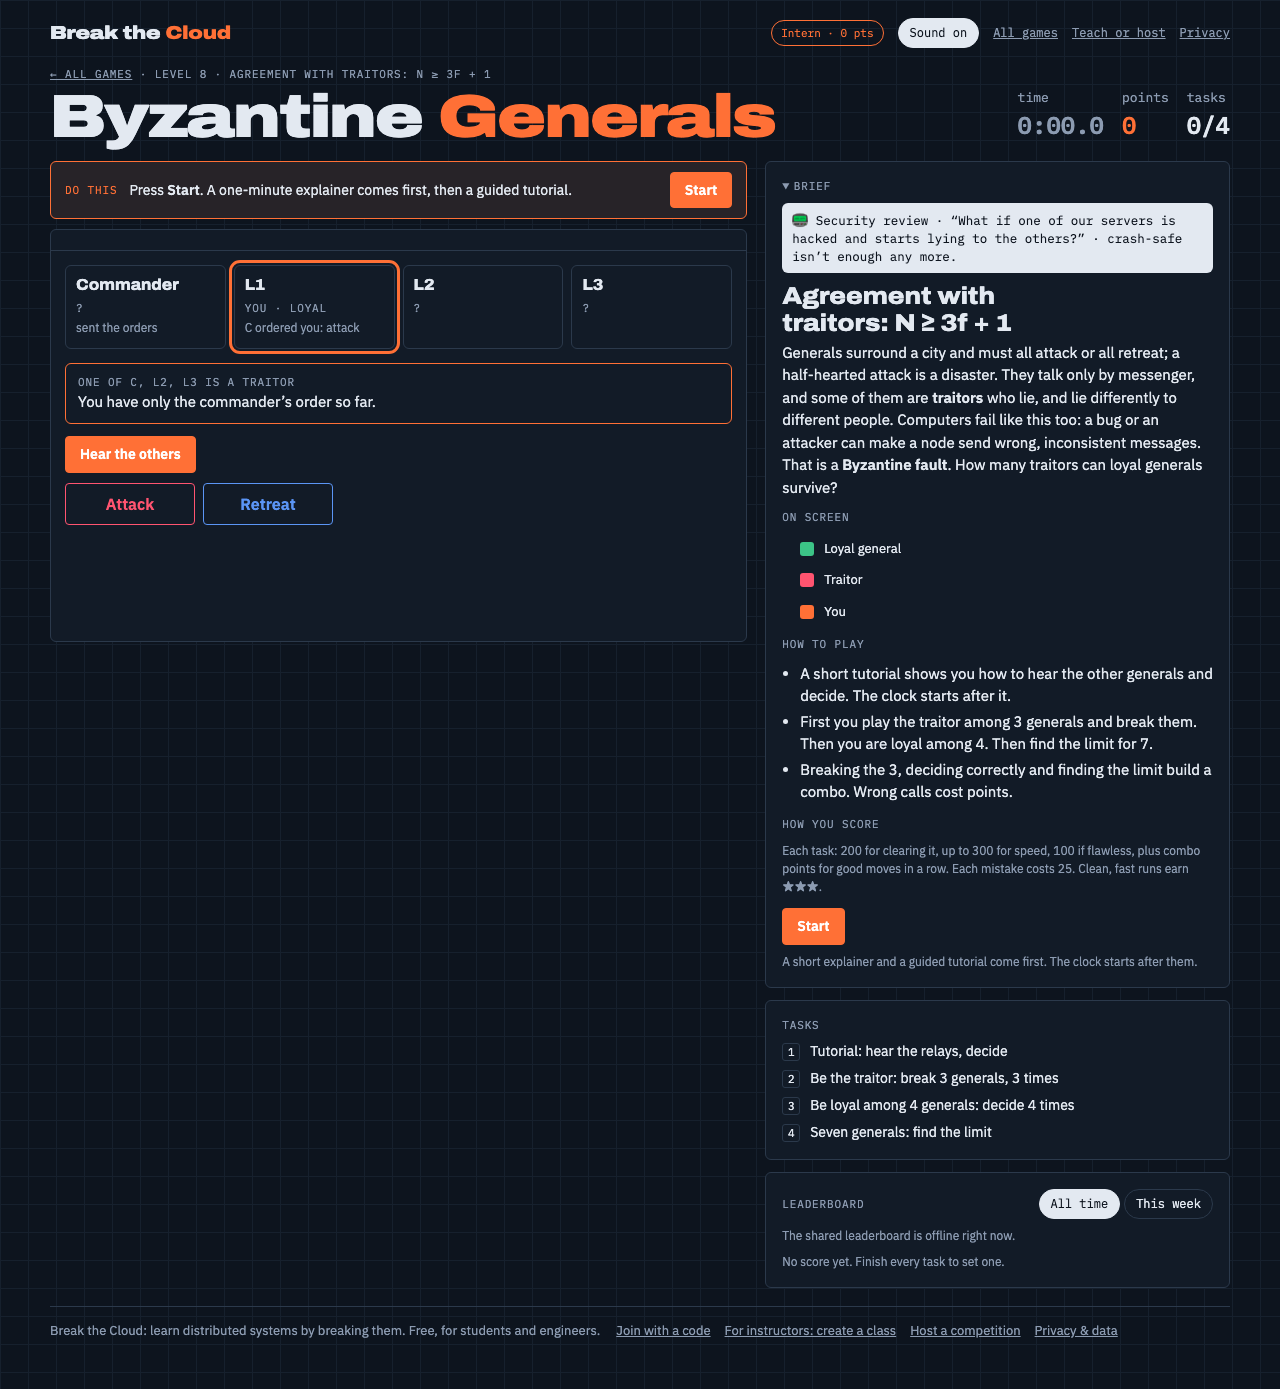 Break the Cloud
Intern · 0 pts
Sound on
All games
Teach or host
Privacy
← ALL GAMES · LEVEL 8 · AGREEMENT WITH TRAITORS: N ≥ 3F + 1
Byzantine Generals
time
0:00.0
points
0
tasks
0/4
DO THIS
Press Start. A one-minute explainer comes first, then a guided tutorial.
Start
Commander
?
sent the orders
L1
YOU · LOYAL
C ordered you: attack
L2
?
L3
?
ONE OF C, L2, L3 IS A TRAITOR
You have only the commander’s order so far.
Hear the others
Attack
Retreat
▼ BRIEF
Security review · “What if one of our servers is
hacked and starts lying to the others?” · crash-safe
isn’t enough any more.
Agreement with
traitors: N ≥ 3f + 1
Generals surround a city and must all attack or all retreat; a
half-hearted attack is a disaster. They talk only by messenger,
and some of them are traitors who lie, and lie differently to
different people. Computers fail like this too: a bug or an
attacker can make a node send wrong, inconsistent messages.
That is a Byzantine fault. How many traitors can loyal generals
survive?
ON SCREEN
Loyal general
Traitor
You
HOW TO PLAY
• A short tutorial shows you how to hear the other generals and
decide. The clock starts after it.
• First you play the traitor among 3 generals and break them.
Then you are loyal among 4. Then find the limit for 7.
• Breaking the 3, deciding correctly and finding the limit build a
combo. Wrong calls cost points.
HOW YOU SCORE
Each task: 200 for clearing it, up to 300 for speed, 100 if flawless, plus combo
points for good moves in a row. Each mistake costs 25. Clean, fast runs earn
★★★.
Start
A short explainer and a guided tutorial come first. The clock starts after them.
TASKS
1 Tutorial: hear the relays, decide
2 Be the traitor: break 3 generals, 3 times
3 Be loyal among 4 generals: decide 4 times
4 Seven generals: find the limit
LEADERBOARD
All time
This week
The shared leaderboard is offline right now.
No score yet. Finish every task to set one.
Break the Cloud: learn distributed systems by breaking them. Free, for students and engineers.
Join with a code
For instructors: create a class
Host a competition
Privacy & data